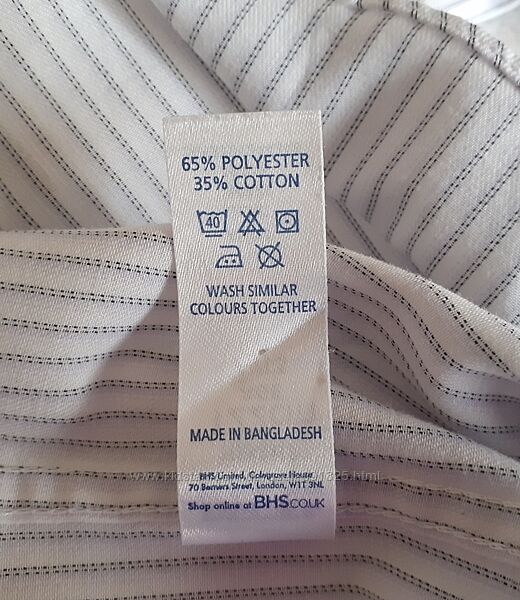 65% POLYESTER
35% COTTON
40
WASH SIMILAR
COLOURS TOGETHER
MADE IN BANGLADESH
BHS Limited, Colegrave House
70 Berners Street, London, W1T 3NL
Shop online at BHS.CO.UK